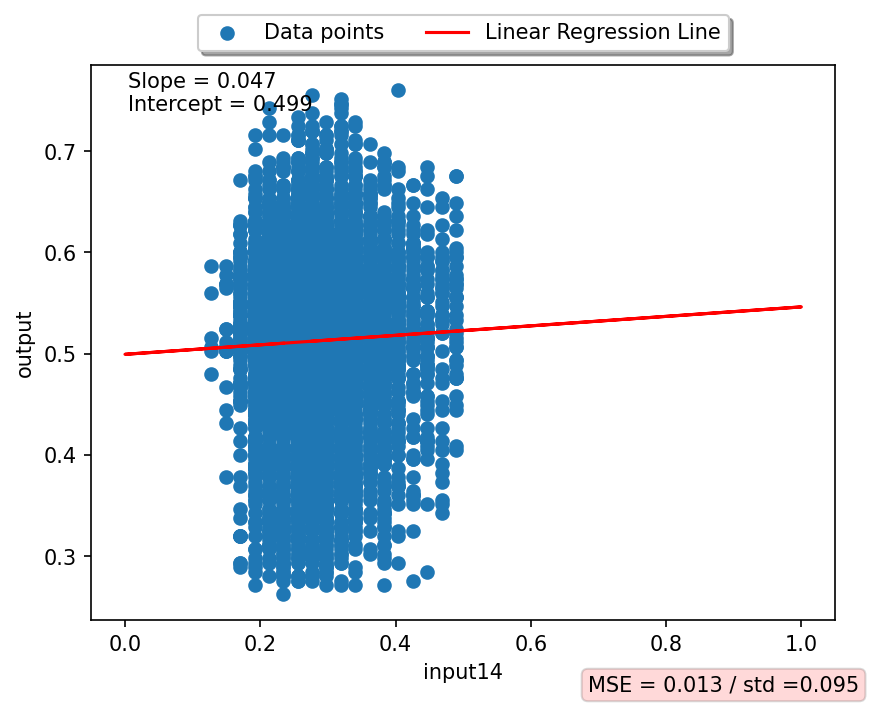 Data points
Linear Regression Line
Slope = 0.047
Intercept = 0.499
0.7
0.6
0.5
0.4
0.3
output
0.0
0.2
0.4
0.6
0.8
1.0
input14
MSE = 0.013 / std =0.095